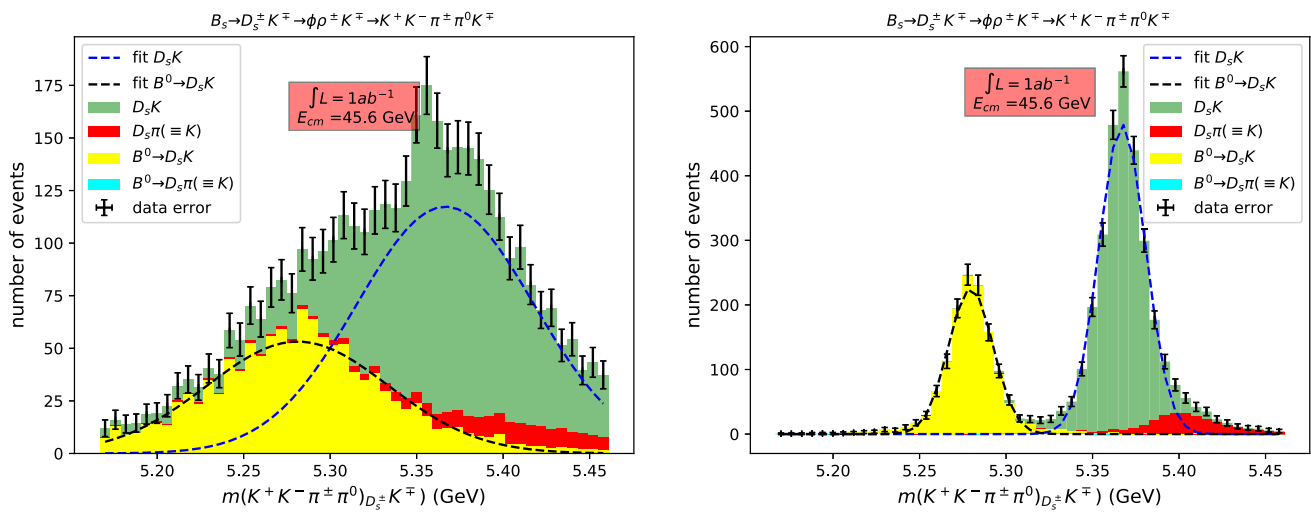 B_s→D_s^±K^∓→ϕρ^±K^∓→K^+K^−π^±π^0K^∓
fit D_sK
fit B^0→D_sK
D_sK
D_sπ(≡K)
B^0→D_sK
B^0→D_sπ(≡K)
data error
∫L = 1ab^{−1}
E_{cm} =45.6 GeV
number of events
175
150
125
100
75
50
25
0
5.20
5.25
5.30
5.35
5.40
5.45
m(K^+K^−π^±π^0)_{D_s^±}K^∓) (GeV)
B_s→D_s^±K^∓→ϕρ^±K^∓→K^+K^−π^±π^0K^∓
fit D_sK
fit B^0→D_sK
D_sK
D_sπ(≡K)
B^0→D_sK
B^0→D_sπ(≡K)
data error
∫L = 1ab^{−1}
E_{cm} =45.6 GeV
number of events
600
500
400
300
200
100
0
5.20
5.25
5.30
5.35
5.40
5.45
m(K^+K^−π^±π^0)_{D_s^±}K^∓) (GeV)